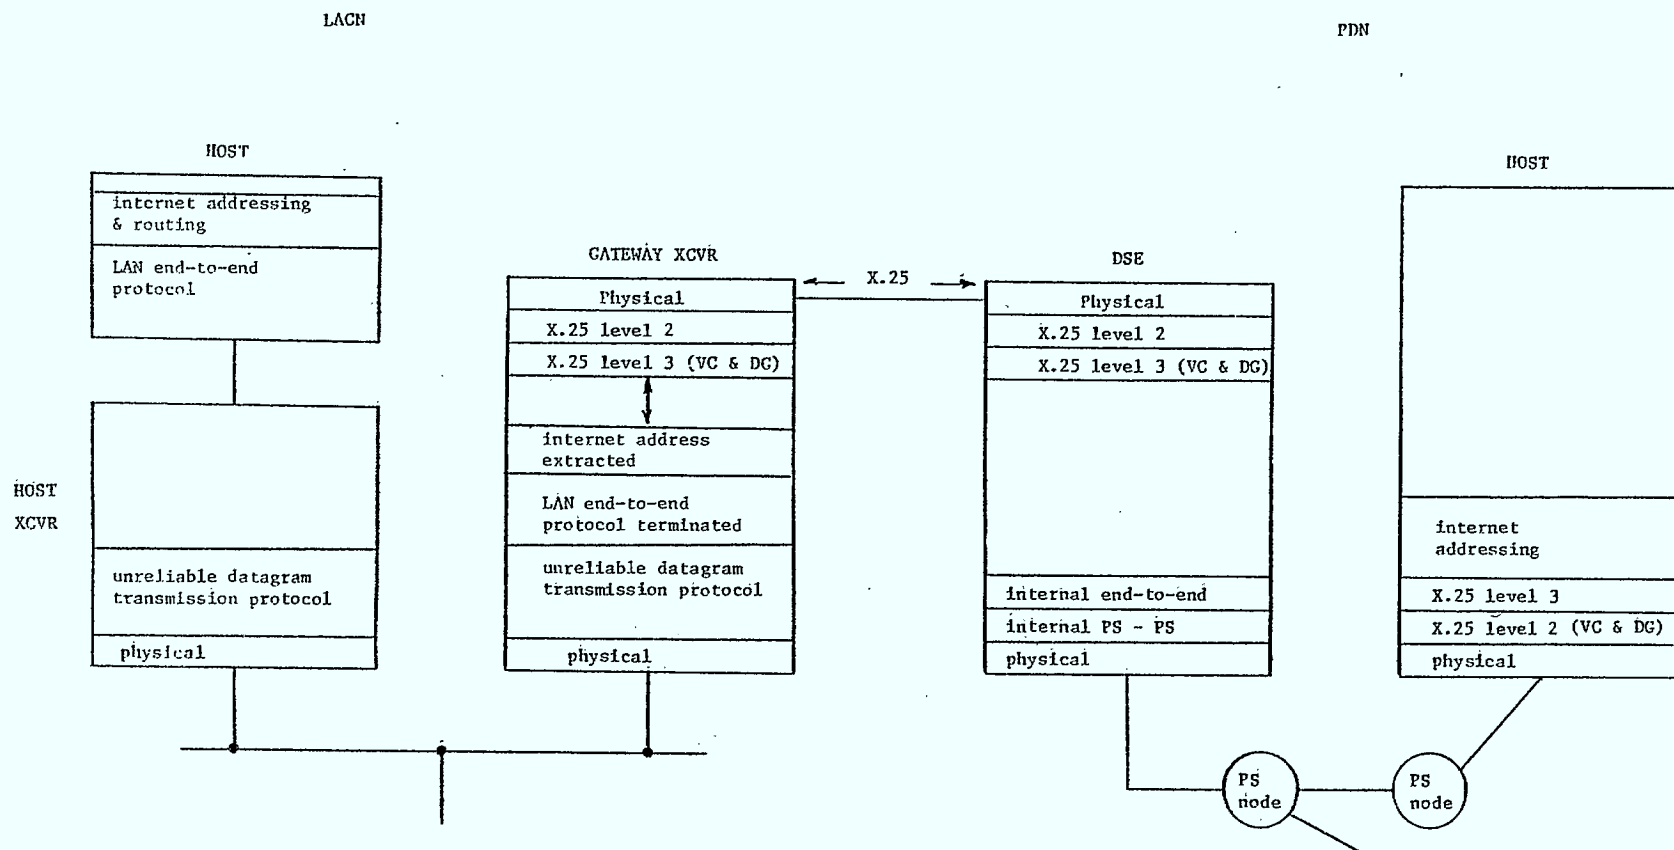 LACN
PDN
HOST
internet addressing
& routing
LAN end-to-end
protocol
HOST
XCVR
unreliable datagram
transmission protocol
physical
GATEWAY XCVR
Physical
X.25 level 2
X.25 level 3 (VC & DG)
internet address
extracted
LAN end-to-end
protocol terminated
unreliable datagram
transmission protocol
physical
X.25
DSE
Physical
X.25 level 2
X.25 level 3 (VC & DG)
internal end-to-end
internal PS - PS
physical
HOST
internet
addressing
X.25 level 3
X.25 level 2 (VC & DG)
physical
PS
node
PS
node